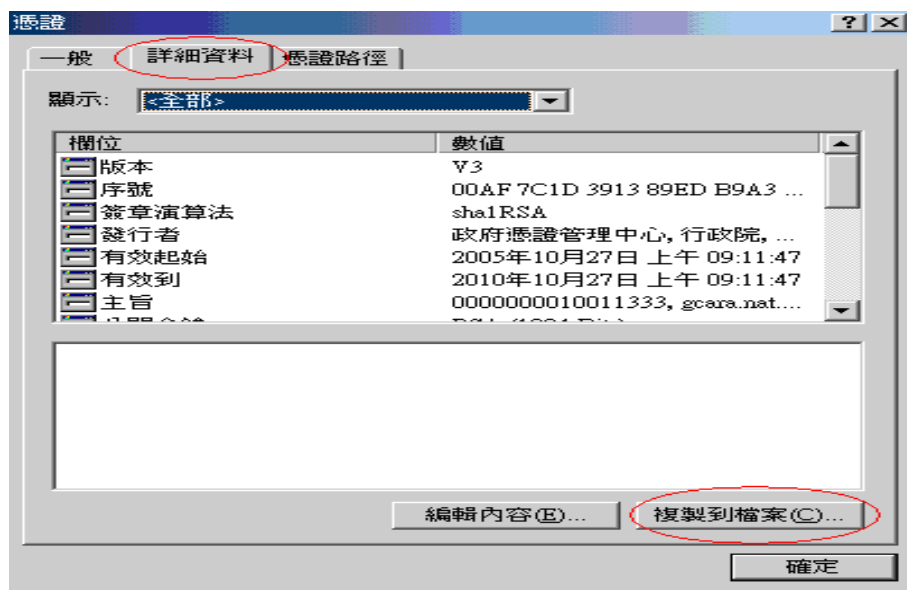 憑證
一般 詳細資料 憑證路徑
顯示: <全部>
欄位 數值
版本 V3
序號 00AF 7C1D 3913 89ED B9A3 ...
簽章演算法 sha1RSA
發行者 政府憑證管理中心, 行政院, ...
有效起始 2005年10月27日 上午 09:11:47
有效到 2010年10月27日 上午 09:11:47
主旨 0000000010011333, gcara.nat....
編輯內容(E)... 複製到檔案(C)...
確定